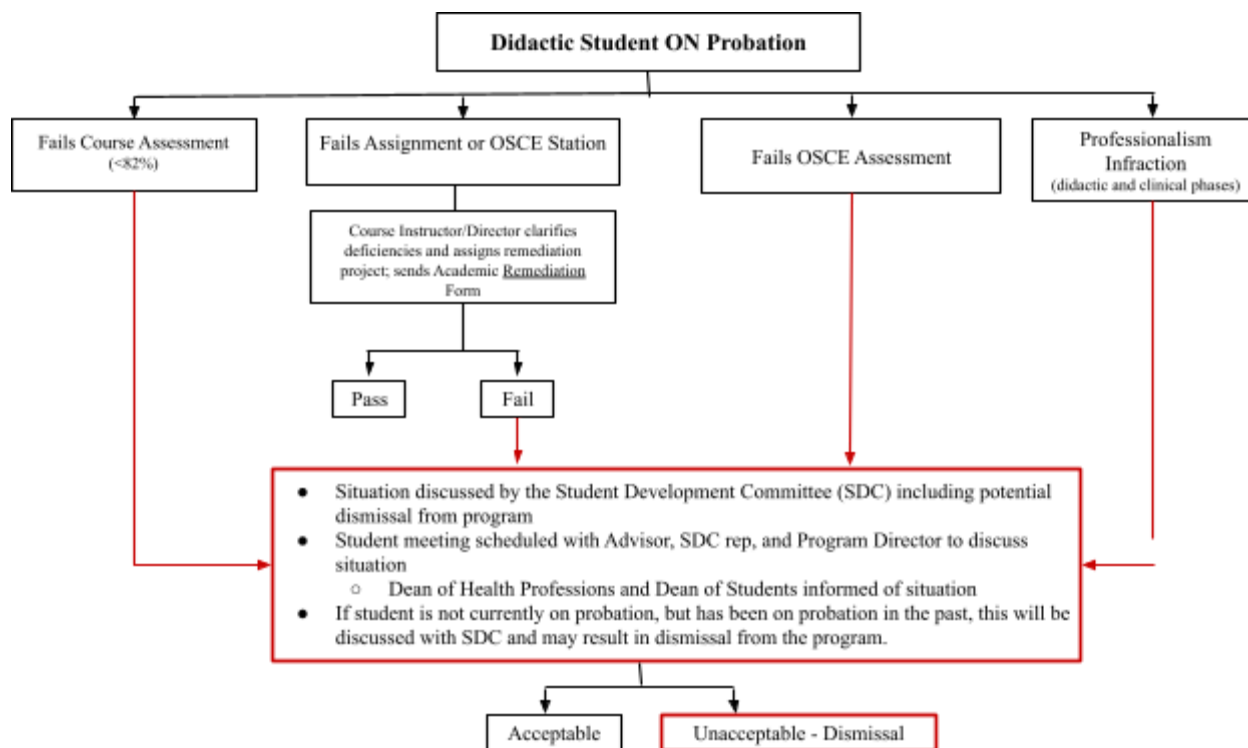 Didactic Student ON Probation
Fails Course Assessment
(<82%)
Fails Assignment or OSCE Station
Fails OSCE Assessment
Professionalism
Infraction
(didactic and clinical phases)
Course Instructor/Director clarifies
deficiencies and assigns remediation
project; sends Academic Remediation
Form
Pass
Fail
● Situation discussed by the Student Development Committee (SDC) including potential
dismissal from program
● Student meeting scheduled with Advisor, SDC rep, and Program Director to discuss
situation
○ Dean of Health Professions and Dean of Students informed of situation
● If student is not currently on probation, but has been on probation in the past, this will be
discussed with SDC and may result in dismissal from the program.
Acceptable
Unacceptable - Dismissal